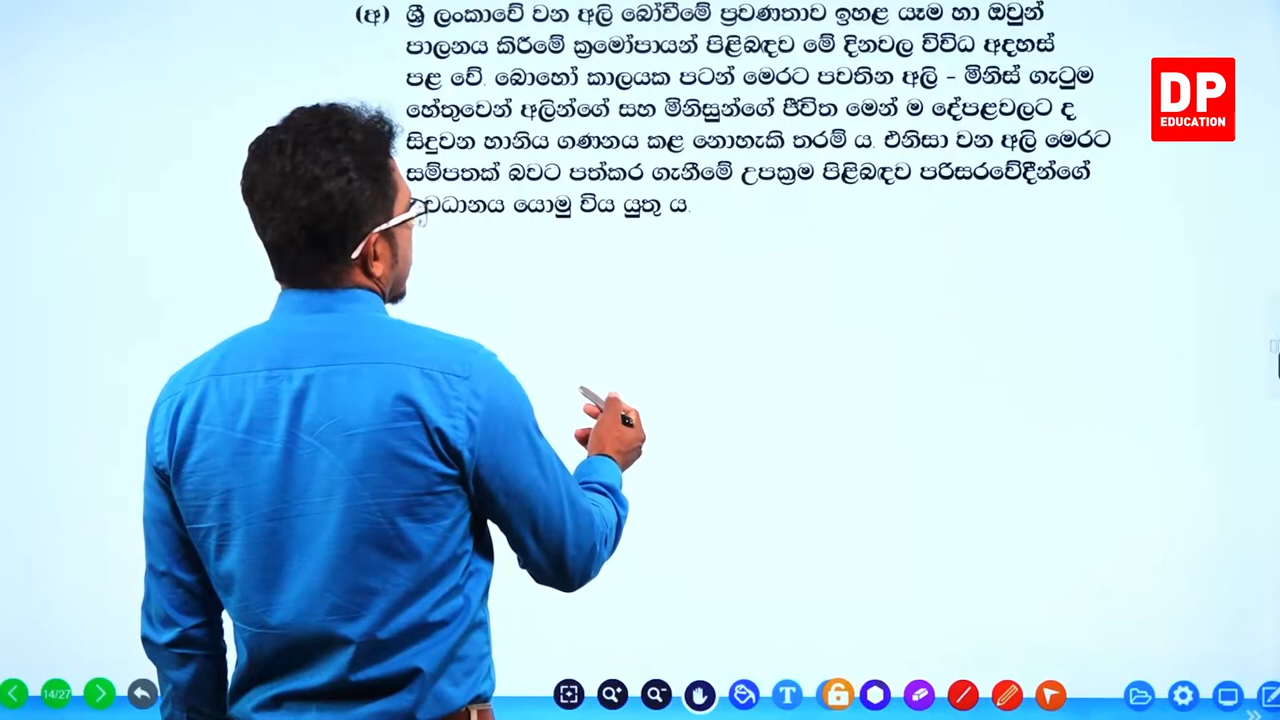 (අ) ශ්‍රී ලංකාවේ වන අලි බෝවීමේ ප්‍රවණතාව ඉහළ යෑම හා ඔවුන්
පාලනය කිරීමේ ක්‍රමෝපායන් පිළිබඳව මේ දිනවල විවිධ අදහස්
පළ වේ. බොහෝ කාලයක පටන් මෙරට පවතින අලි – මිනිස් ගැටුම
හේතුවෙන් අලින්ගේ සහ මිනිසුන්ගේ ජීවිත මෙන් ම දේපළවලට ද
සිදුවන හානිය ගණනය කළ නොහැකි තරම් ය. එනිසා වන අලි මෙරට
සම්පතක් බවට පත්කර ගැනීමේ උපක්‍රම පිළිබඳව පරිසරවේදීන්ගේ
යොමු විය යුතු ය.
DP
EDUCATION
14/27
T